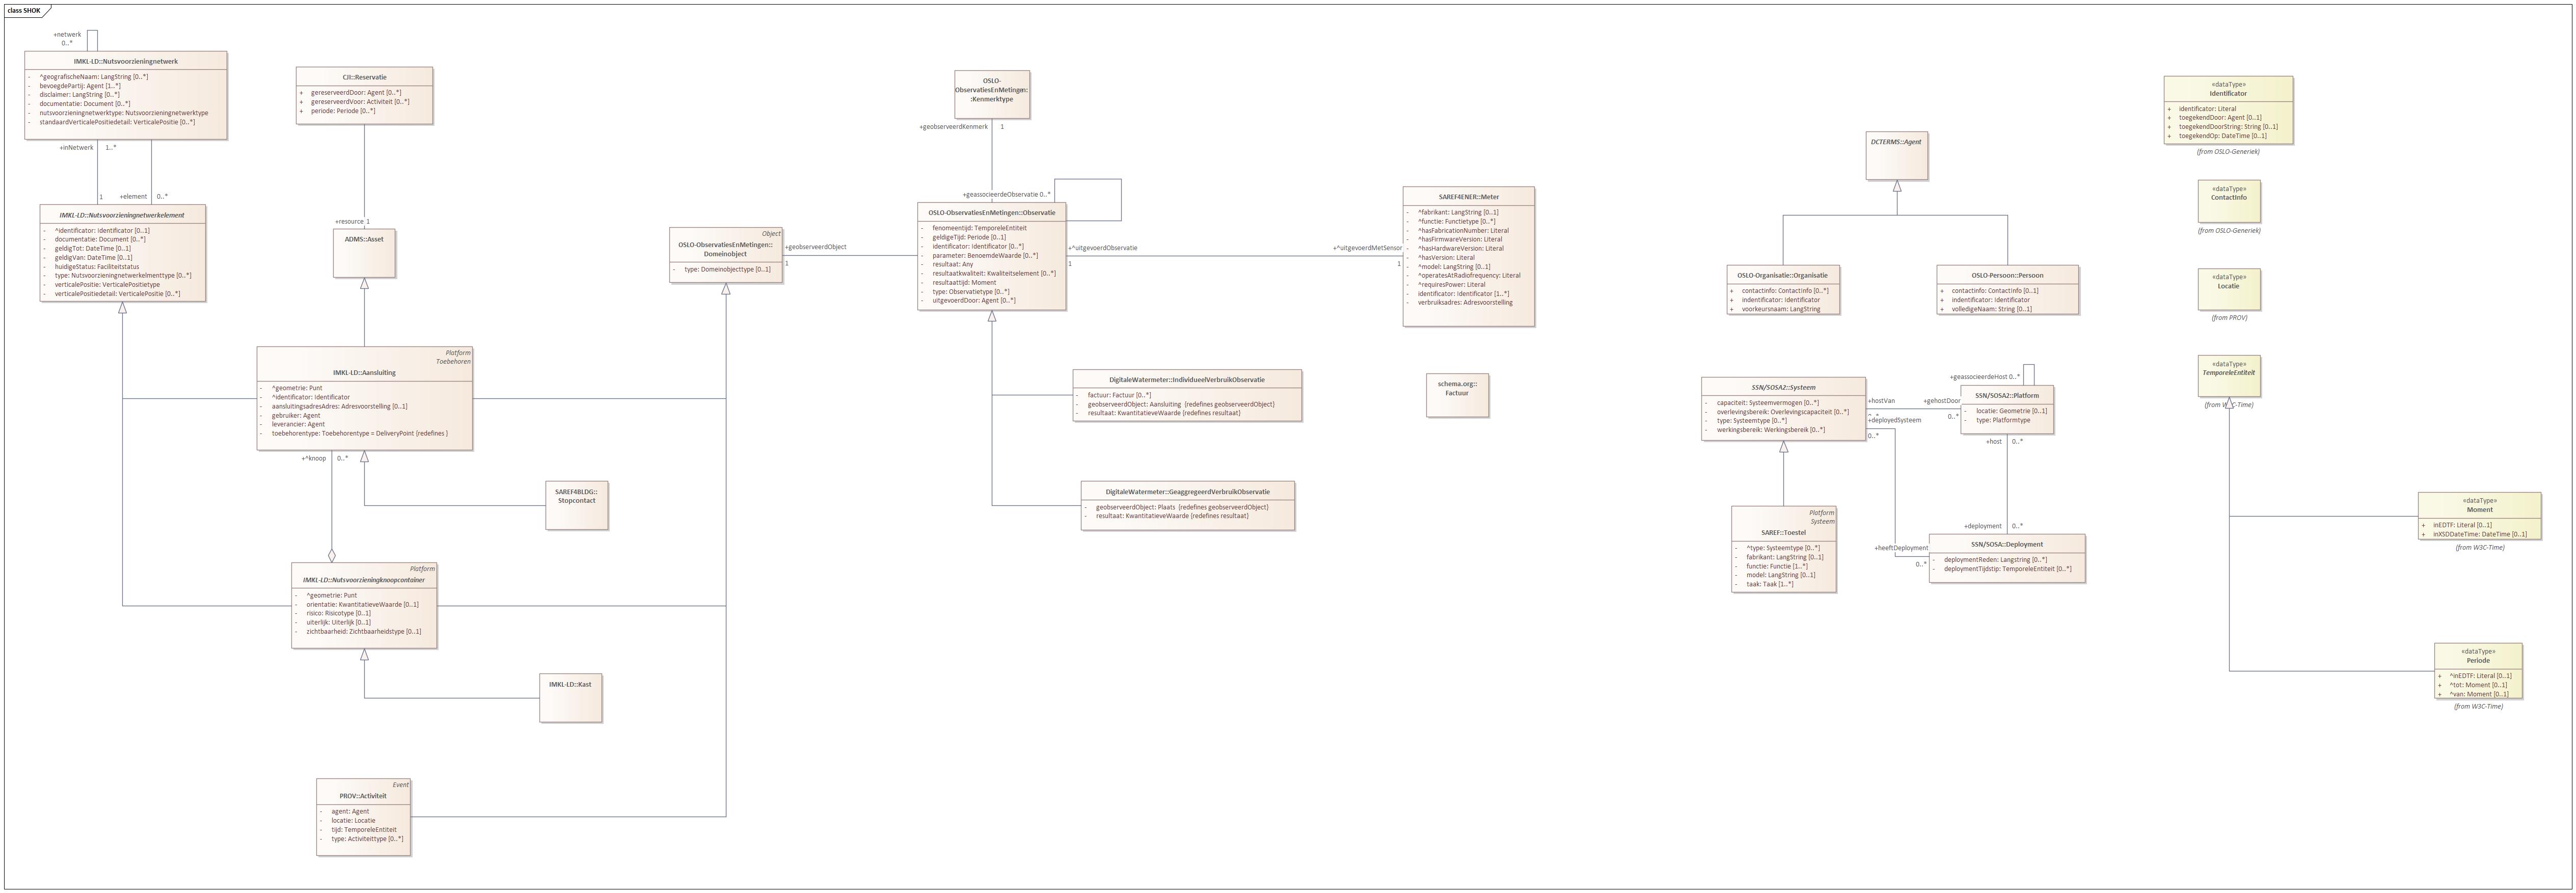 class SHOK
+netwerk
0..*
IMKL-LD::Nutsvoorzieningnetwerk
- ^geografischeNaam: LangString [0..*]
- bevoegdePartij: Agent [1..*]
- disclaimer: LangString [0..*]
- documentatie: Document [0..*]
- nutsvoorzieningnetwerktype: Nutsvoorzieningnetwerktype
- standaardVerticalePositiedetail: VerticalePositie [0..*]
+inNetwerk 1..*
1 +element 0..*
IMKL-LD::Nutsvoorzieningnetwerkelement
- ^identificator: Identificator [0..1]
- documentatie: Document [0..*]
- geldigTot: DateTime [0..1]
- geldigVan: DateTime [0..1]
- huidigeStatus: Faciliteitstatus
- type: Nutsvoorzieningnetwerkelmenttype [0..*]
- verticalePositie: VerticalePositietype
- verticalePositiedetail: VerticalePositie [0..*]
CJI::Reservatie
+ gereserveerdDoor: Agent [0..*]
+ gereserveerdVoor: Activiteit [0..*]
+ periode: Periode [0..*]
+resource 1
ADMS::Asset
Platform
Toebehoren
IMKL-LD::Aansluiting
- ^geometrie: Punt
- ^identificator: Identificator
- aansluitingsadresAdres: Adresvoorstelling [0..1]
- gebruiker: Agent
- leverancier: Agent
- toebehorentype: Toebehorentype = DeliveryPoint {redefines }
+^knoop 0..*
SAREF4BLDG::
Stopcontact
Platform
IMKL-LD::Nutsvoorzieningknoopcontainer
- ^geometrie: Punt
- orientatie: KwantitatieveWaarde [0..1]
- risico: Risicotype [0..1]
- uiterlijk: Uiterlijk [0..1]
- zichtbaarheid: Zichtbaarheidstype [0..1]
IMKL-LD::Kast
Event
PROV::Activiteit
- agent: Agent
- locatie: Locatie
- tijd: TemporeleEntiteit
- type: Activiteittype [0..*]
Object
OSLO-ObservatiesEnMetingen::
Domeinobject
- type: Domeinobjecttype [0..1]
+geobserveerdObject
1
OSLO-
ObservatiesEnMetingen:
:Kenmerktype
+geobserveerdKenmerk 1
+geassocieerdeObservatie 0..*
OSLO-ObservatiesEnMetingen::Observatie
- fenomeentijd: TemporeleEntiteit
- geldigeTijd: Periode [0..1]
- identificator: Identificator [0..*]
- parameter: BenoemdeWaarde [0..*]
- resultaat: Any
- resultaatkwaliteit: Kwaliteitselement [0..*]
- resultaattijd: Moment
- type: Observatietype [0..*]
- uitgevoerdDoor: Agent [0..*]
+^uitgevoerdObservatie
1
+^uitgevoerdMetSensor
1
SAREF4ENER::Meter
- ^fabrikant: LangString [0..1]
- ^functie: Functietype [0..*]
- ^hasFabricationNumber: Literal
- ^hasFirmwareVersion: Literal
- ^hasHardwareVersion: Literal
- ^hasVersion: Literal
- ^model: LangString [0..1]
- ^operatesAtRadiofrequency: Literal
- ^requiresPower: Literal
- identificator: Identificator [1..*]
- verbruiksadres: Adresvoorstelling
DigitaleWatermeter::IndividueelVerbruikObservatie
- factuur: Factuur [0..*]
- geobserveerdObject: Aansluiting {redefines geobserveerdObject}
- resultaat: KwantitatieveWaarde {redefines resultaat}
DigitaleWatermeter::GeaggregeerdVerbruikObservatie
- geobserveerdObject: Plaats {redefines geobserveerdObject}
- resultaat: KwantitatieveWaarde {redefines resultaat}
schema.org::
Factuur
DCTERMS::Agent
OSLO-Organisatie::Organisatie
+ contactinfo: ContactInfo [0..*]
+ indentificator: Identificator
+ voorkeursnaam: LangString
OSLO-Persoon::Persoon
+ contactinfo: ContactInfo [0..1]
+ indentificator: Identificator
+ volledigeNaam: String [0..1]
SSN/SOSA2::Systeem
- capaciteit: Systeemvermogen [0..*]
- overlevingsbereik: Overlevingscapaciteit [0..*]
- type: Systeemtype [0..*]
- werkingsbereik: Werkingsbereik [0..*]
+hostVan
+deployedSysteem
0..*
+geassocieerdeHost 0..*
+gehostDoor
0..*
SSN/SOSA2::Platform
- locatie: Geometrie [0..1]
- type: Platformtype
+host 0..*
+deployment 0..*
+heeftDeployment
0..*
SSN/SOSA::Deployment
- deploymentReden: Langstring [0..*]
- deploymentTijdstip: TemporeleEntiteit [0..*]
Platform
Systeem
SAREF::Toestel
- ^type: Systeemtype [0..*]
- fabrikant: LangString [0..1]
- functie: Functie [1..*]
- model: LangString [0..1]
- taak: Taak [1..*]
«dataType»
Identificator
+ identificator: Literal
+ toegekendDoor: Agent [0..1]
+ toegekendDoorString: String [0..1]
+ toegekendOp: DateTime [0..1]
(from OSLO-Generiek)
«dataType»
ContactInfo
(from OSLO-Generiek)
«dataType»
Locatie
(from PROV)
«dataType»
TemporeleEntiteit
(from W3C-Time)
«dataType»
Moment
+ inEDTF: Literal [0..1]
+ inXSDDateTime: DateTime [0..1]
(from W3C-Time)
«dataType»
Periode
+ ^inEDTF: Literal [0..1]
+ ^tot: Moment [0..1]
+ ^van: Moment [0..1]
(from W3C-Time)